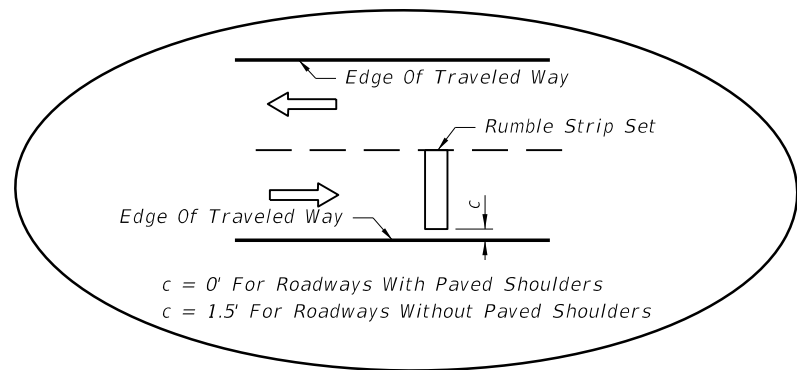 Edge Of Traveled Way
Rumble Strip Set
c
Edge Of Traveled Way
c = 0' For Roadways With Paved Shoulders
c = 1.5' For Roadways Without Paved Shoulders